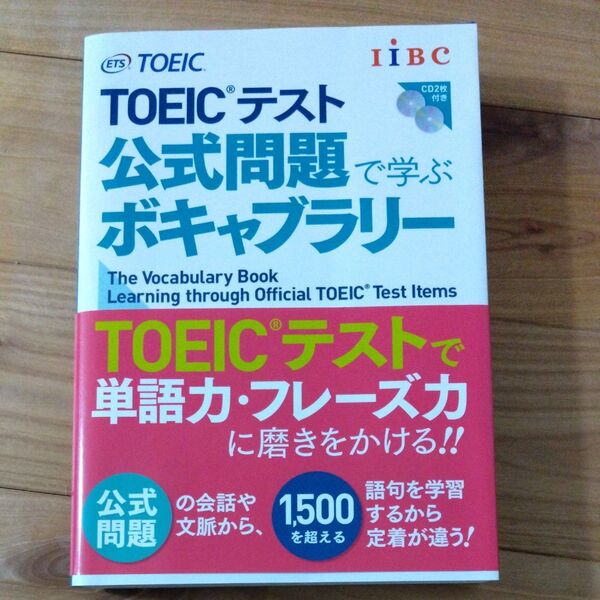 ETS TOEIC®
IIBC
CD2枚
付き
TOEIC®テスト
公式問題で学ぶ
ボキャブラリー
The Vocabulary Book
Learning through Official TOEIC® Test Items
TOEIC®テストで
単語力・フレーズ力
に磨きをかける!!
公式
問題
の会話や
文脈から、
1,500
を超える
語句を学習
するから
定着が違う!